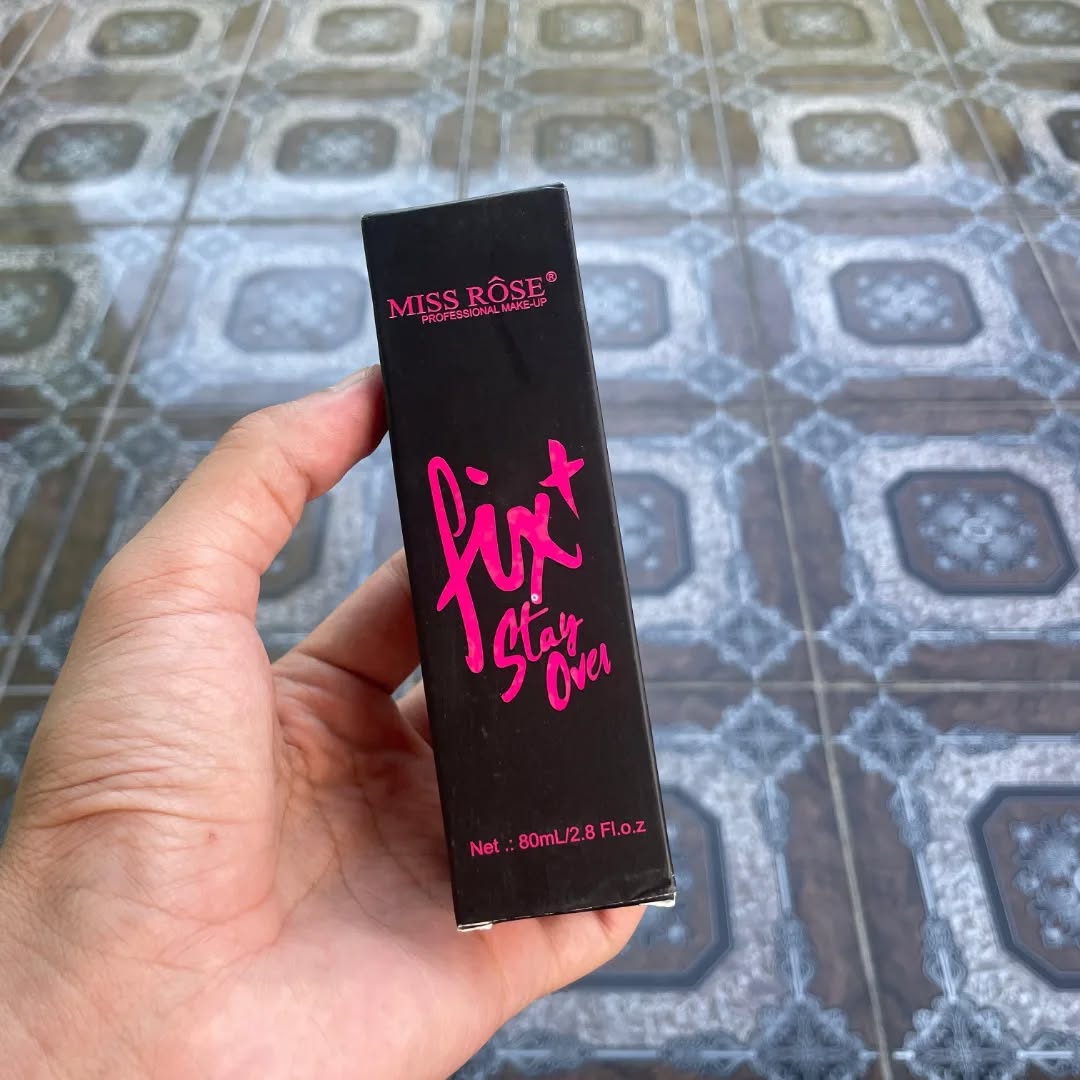 MISS RÔSE®
PROFESSIONAL MAKE-UP
fix+
Stay
Over
Net .: 80mL/2.8 Fl.o.z